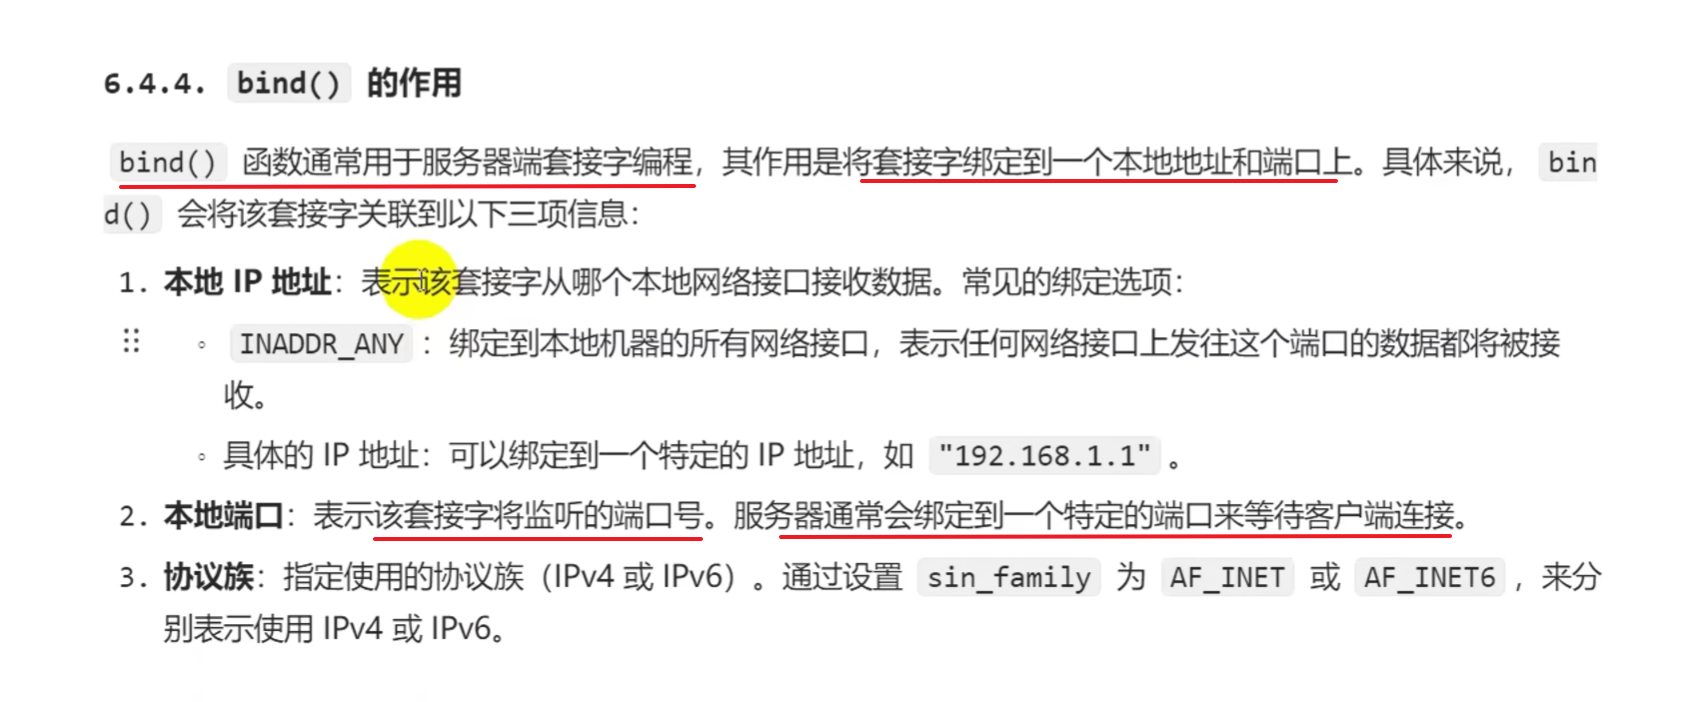 6.4.4. bind() 的作用
bind() 函数通常用于服务器端套接字编程，其作用是将套接字绑定到一个本地地址和端口上。具体来说， bin
d() 会将该套接字关联到以下三项信息：
1. 本地 IP 地址：表示该套接字从哪个本地网络接口接收数据。常见的绑定选项：
◦ INADDR_ANY ：绑定到本地机器的所有网络接口，表示任何网络接口上发往这个端口的数据都将被接
收。
◦ 具体的 IP 地址：可以绑定到一个特定的 IP 地址，如 "192.168.1.1" 。
2. 本地端口：表示该套接字将监听的端口号。服务器通常会绑定到一个特定的端口来等待客户端连接。
3. 协议族：指定使用的协议族（IPv4 或 IPv6）。通过设置 sin_family 为 AF_INET 或 AF_INET6 ，来分
别表示使用 IPv4 或 IPv6。